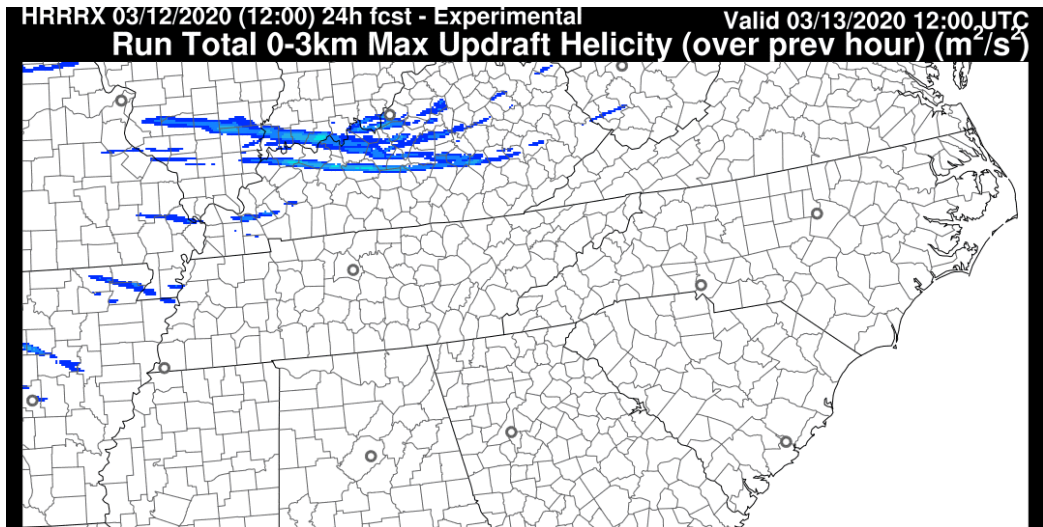 HRRRX 03/12/2020 (12:00) 24h fcst - Experimental Valid 03/13/2020 12:00 UTC
Run Total 0-3km Max Updraft Helicity (over prev hour) (m²/s²)